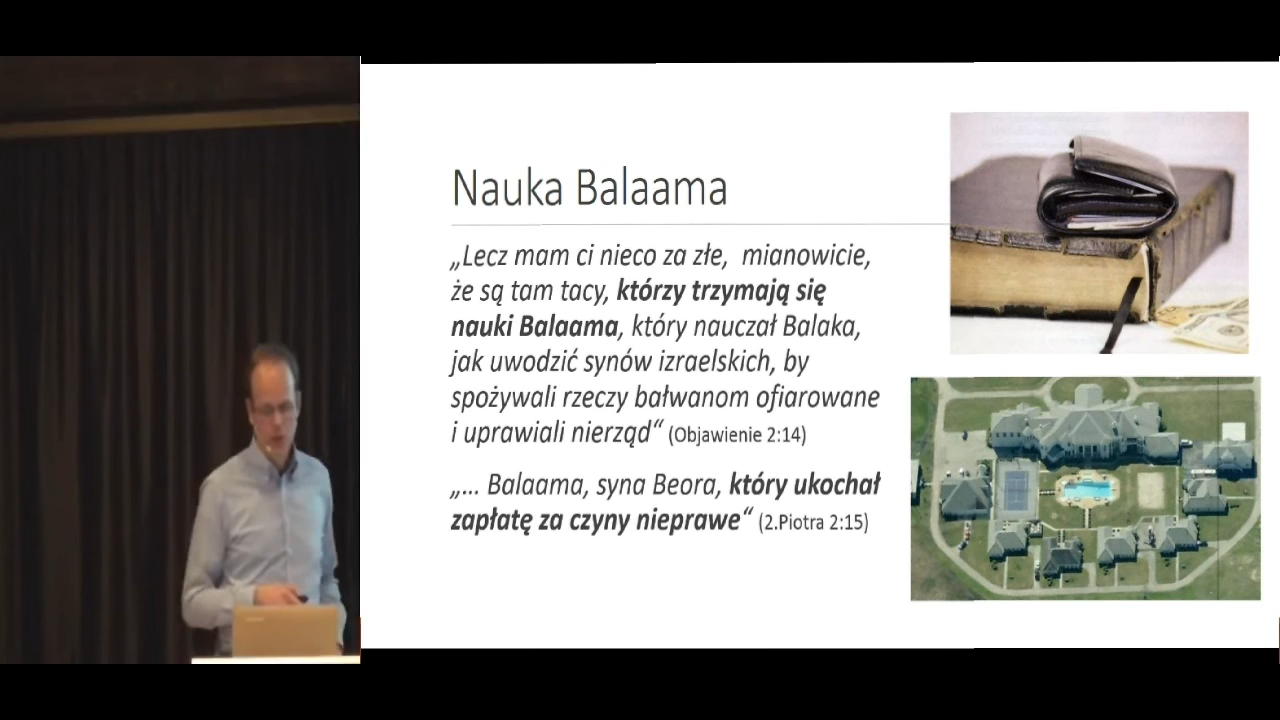 Nauka Balaama
„Lecz mam ci nieco za złe, mianowicie,
że są tam tacy, którzy trzymają się
nauki Balaama, który nauczał Balaka,
jak uwodzić synów izraelskich, by
spożywali rzeczy bałwanom ofiarowane
i uprawiali nierząd“ (Objawienie 2:14)
„... Balaama, syna Beora, który ukochał
zapłatę za czyny nieprawe“ (2.Piotra 2:15)